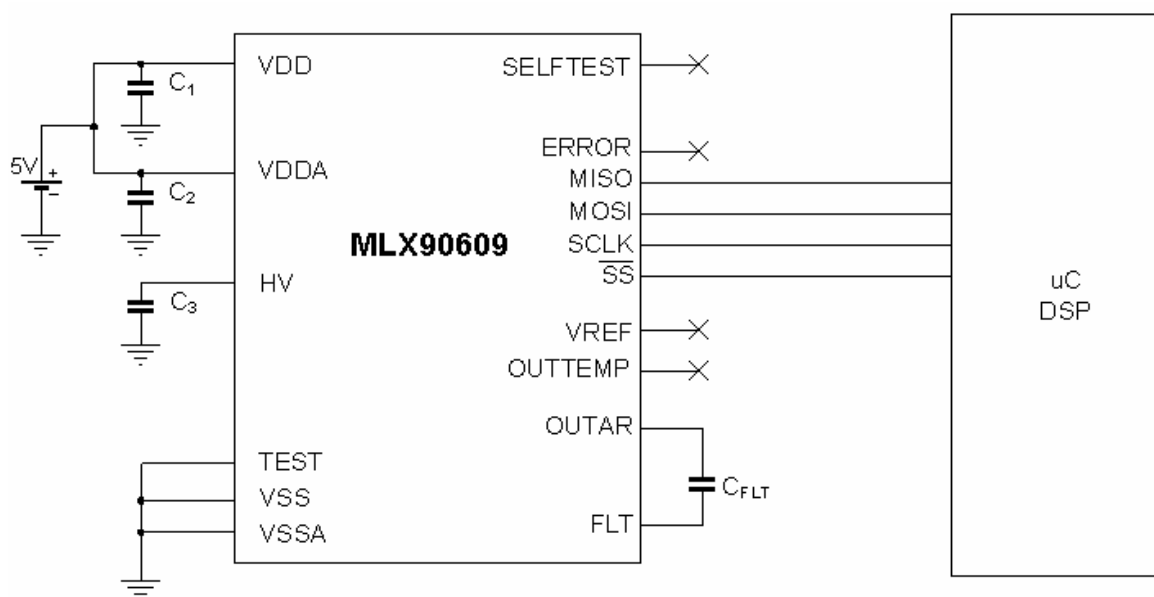 VDD
SELFTEST
C1
ERROR
5V
+
VDDA
MISO
−
C2
MOSI
MLX90609
SCLK
SS
HV
uC
DSP
C3
VREF
OUTTEMP
OUTAR
TEST
CFLT
VSS
FLT
VSSA